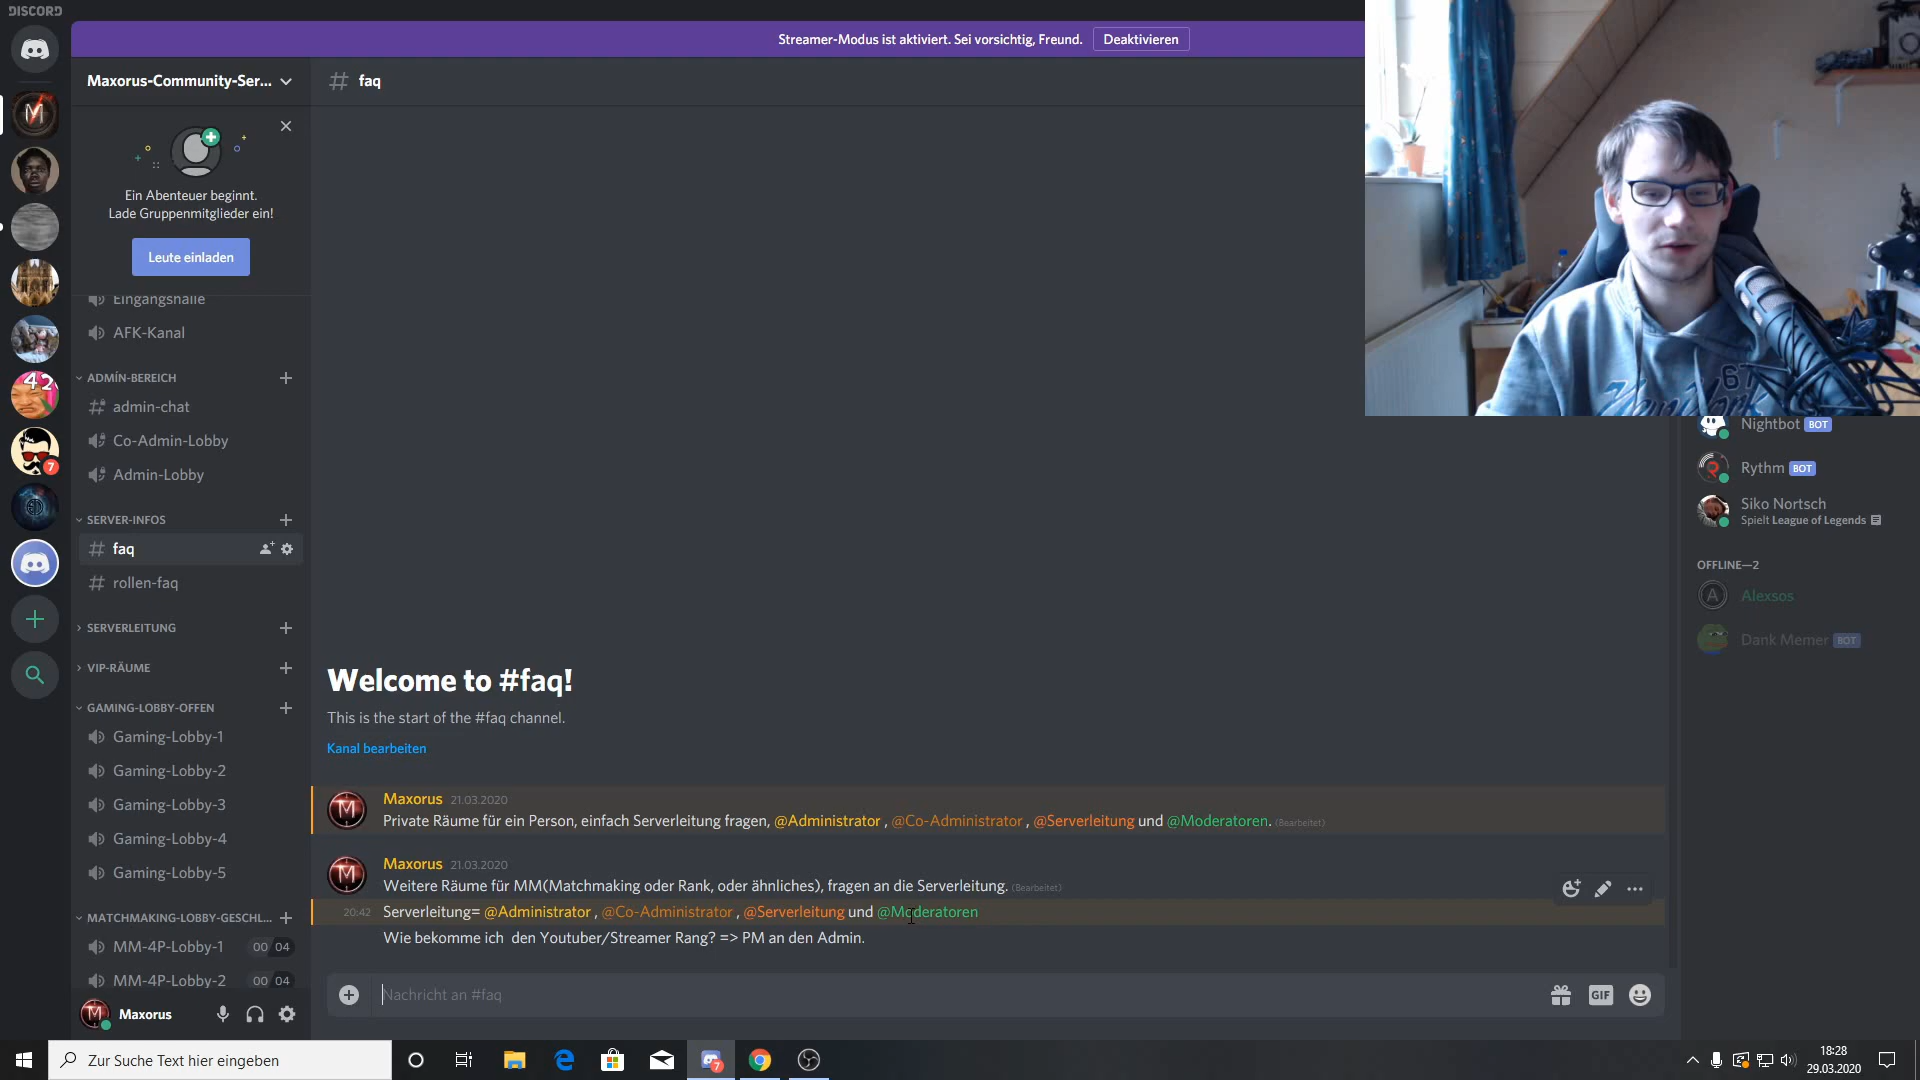 DISCORD
Streamer-Modus ist aktiviert. Sei vorsichtig, Freund.
Deaktivieren
Maxorus-Community-Ser...
faq
Ein Abenteuer beginnt.
Lade Gruppenmitglieder ein!
Leute einladen
Eingangshalle
AFK-Kanal
ADMÍN-BEREICH
admin-chat
Co-Admin-Lobby
Admin-Lobby
SERVER-INFOS
faq
rollen-faq
SERVERLEITUNG
VIP-RÄUME
GAMING-LOBBY-OFFEN
Gaming-Lobby-1
Gaming-Lobby-2
Gaming-Lobby-3
Gaming-Lobby-4
Gaming-Lobby-5
MATCHMAKING-LOBBY-GESCHL...
MM-4P-Lobby-1 00 04
MM-4P-Lobby-2 00 04
Maxorus
42
7
Welcome to #faq!
This is the start of the #faq channel.
Kanal bearbeiten
Maxorus 21.03.2020
Private Räume für ein Person, einfach Serverleitung fragen, @Administrator , @Co-Administrator , @Serverleitung und @Moderatoren. (Bearbeitet)
Maxorus 21.03.2020
Weitere Räume für MM(Matchmaking oder Rank, oder ähnliches), fragen an die Serverleitung. (Bearbeitet)
20:42 Serverleitung= @Administrator , @Co-Administrator , @Serverleitung und @Moderatoren
Wie bekomme ich den Youtuber/Streamer Rang? => PM an den Admin.
Nachricht an #faq
GIF
67
Nightbot BOT
Rythm BOT
Siko Nortsch
Spielt League of Legends
OFFLINE—2
A Alexsos
Dank Memer BOT
Zur Suche Text hier eingeben
7
18:28
29.03.2020